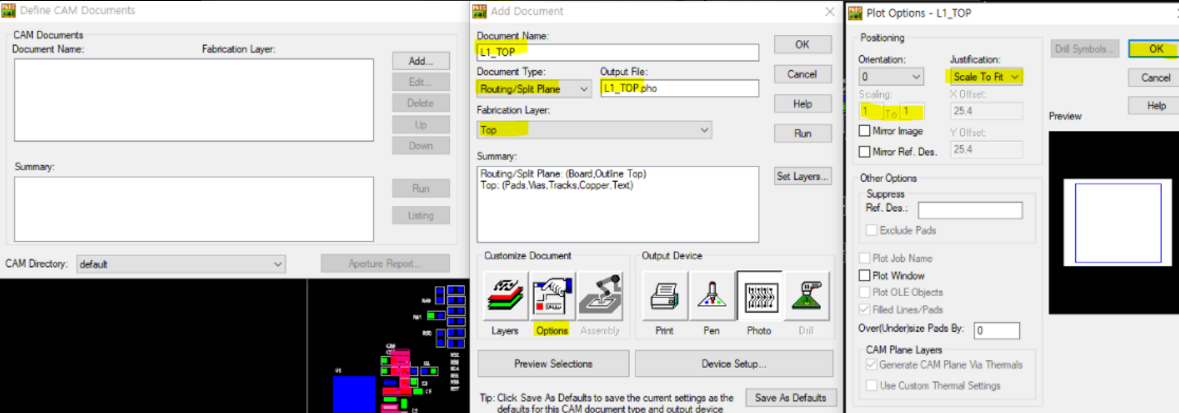 Define CAM Documents
CAM Documents
Document Name:
Fabrication Layer:
Add...
Edit...
Delete
Up
Down
Summary:
Run
Listing
CAM Directory:
default
Aperture Report...
U1
Add Document
Document Name:
L1_TOP
OK
Document Type:
Output File:
Cancel
Routing/Split Plane
L1_TOP.pho
Fabrication Layer:
Help
Top
Run
Summary:
Routing/Split Plane: (Board,Outline Top)
Top: (Pads,Vias,Tracks,Copper,Text)
Set Layers...
Customize Document
Output Device
Layers
Options
Assembly
Print
Pen
Photo
Drill
Preview Selections
Device Setup...
Tip: Click Save As Defaults to save the current settings as the
defaults for this CAM document type and output device
Save As Defaults
Plot Options - L1_TOP
Positioning
Drill Symbols...
OK
Orientation:
Justification:
0
Scale To Fit
Cancel
Scaling:
X Offset:
1 To 1
25.4
Help
Mirror Image
Y Offset:
Preview
Mirror Ref. Des.
25.4
Other Options
Suppress
Ref. Des.:
Exclude Pads
Plot Job Name
Plot Window
Plot OLE Objects
Filled Lines/Pads
Over(Under)size Pads By:
0
CAM Plane Layers
Generate CAM Plane Via Thermals
Use Custom Thermal Settings